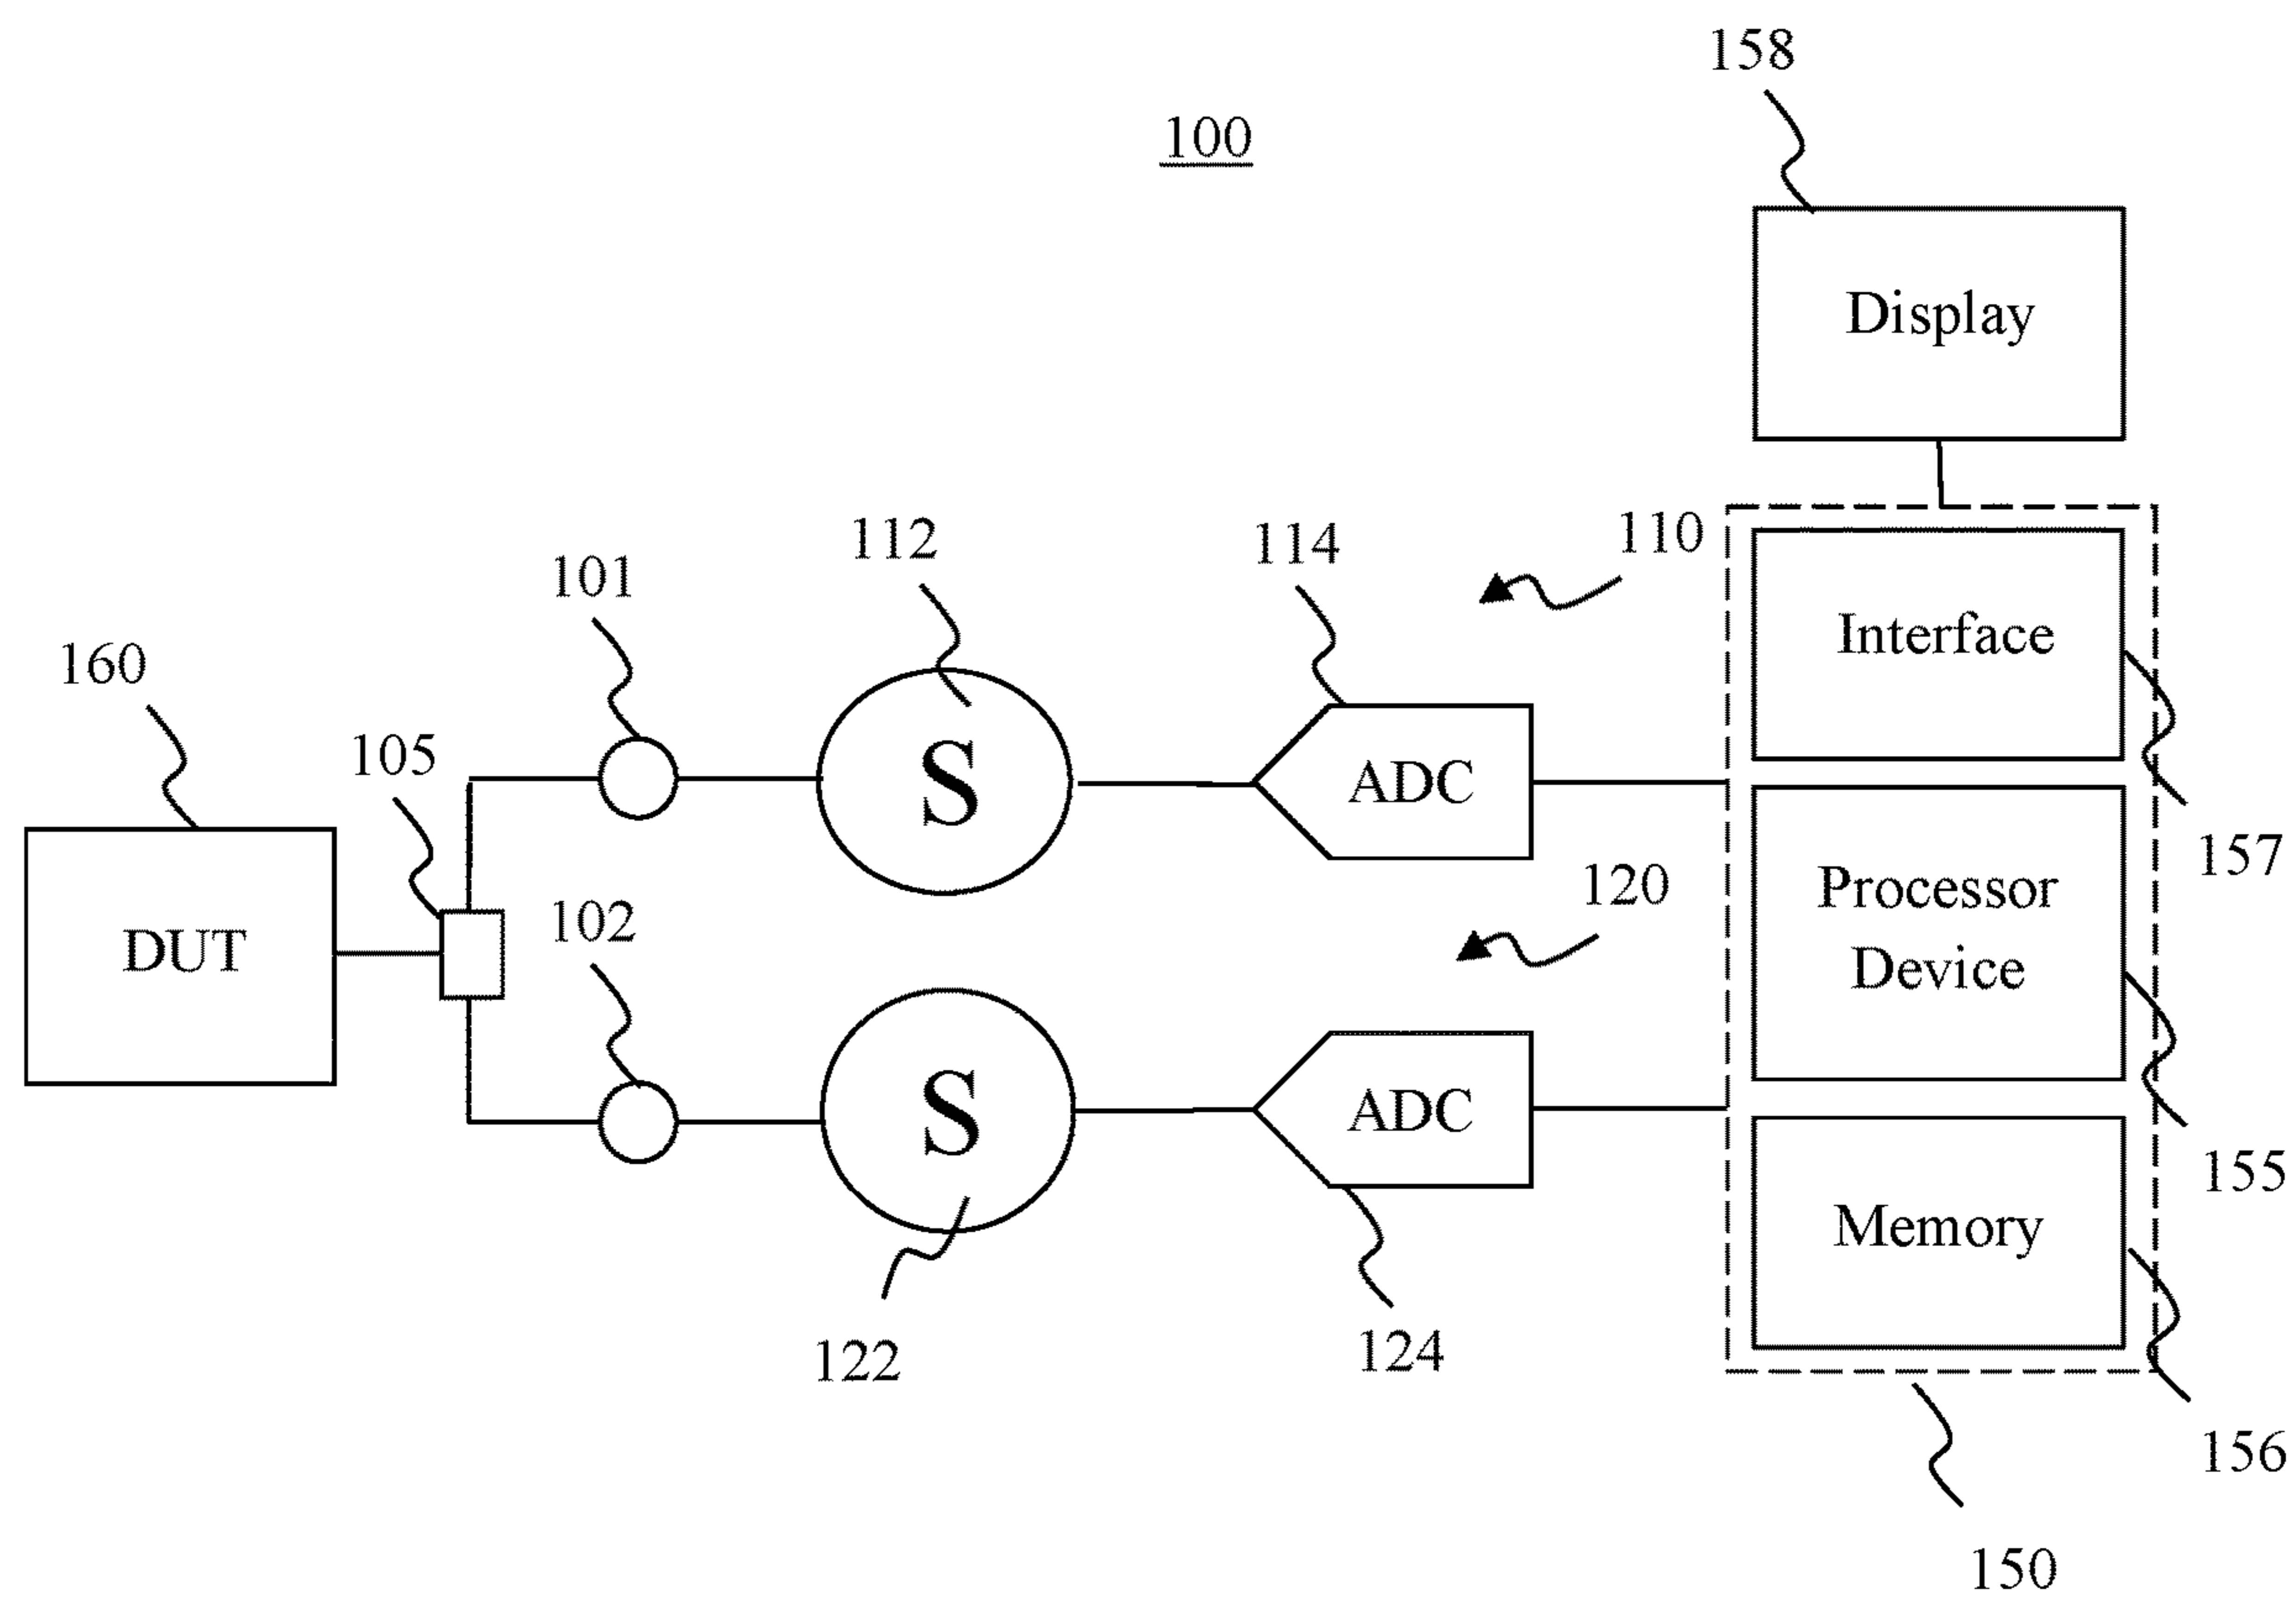 158
100
Display
110
112
114
101
Interface
160
105
S
ADC
157
Processor
Device
120
102
DUT
S
ADC
155
Memory
122
124
156
150